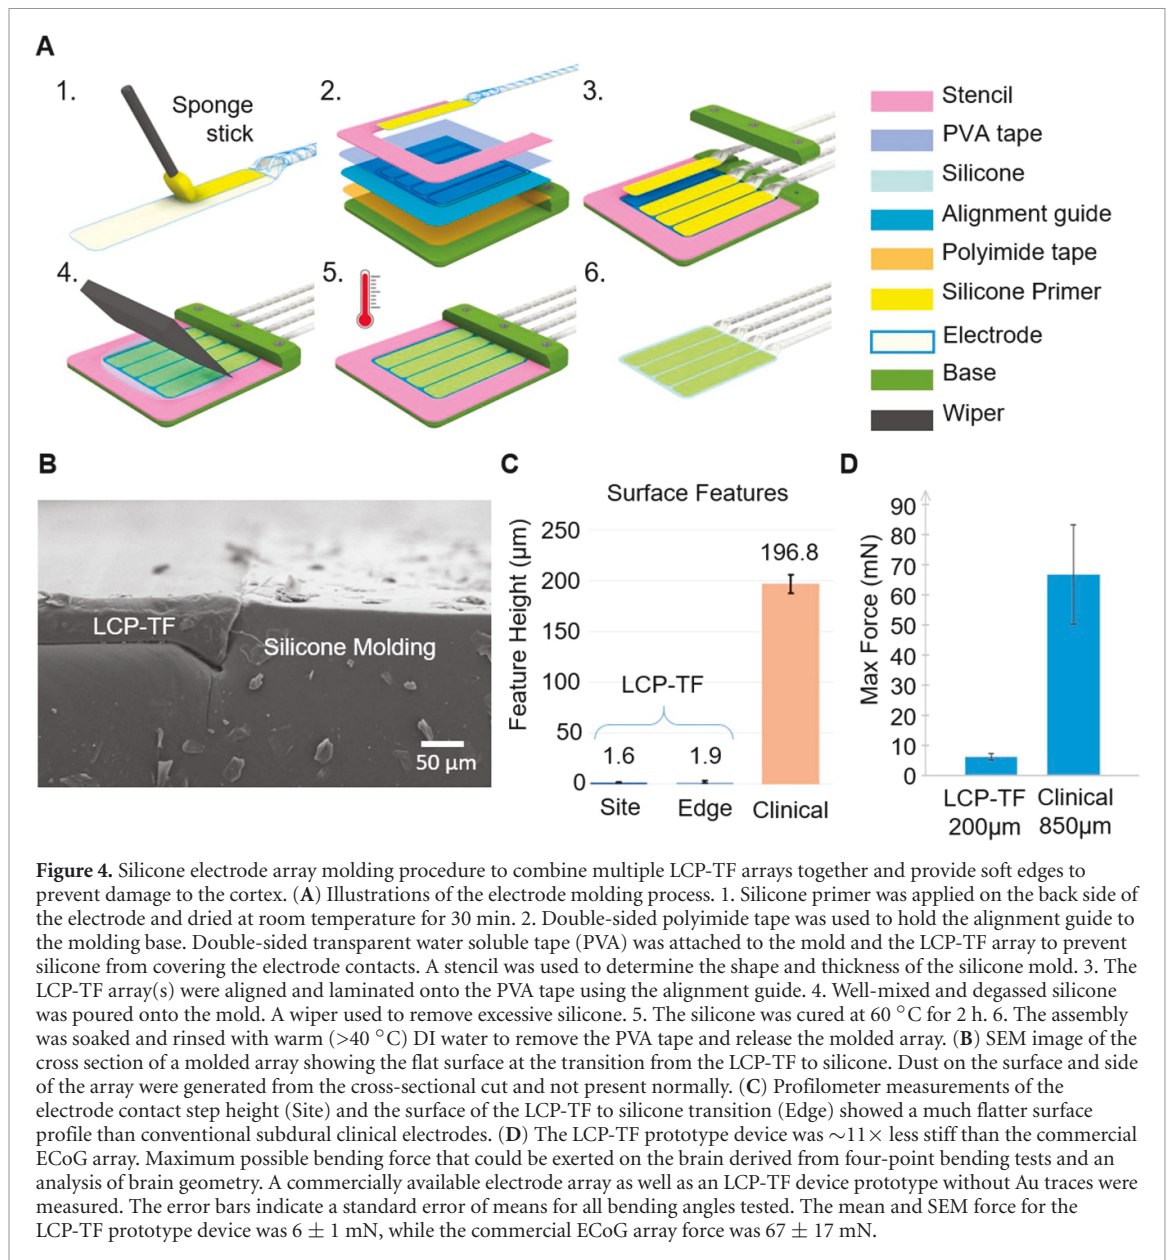 A
1.
Sponge
stick
2.
3.
4.
5.
6.
Stencil
PVA tape
Silicone
Alignment guide
Polyimide tape
Silicone Primer
Electrode
Base
Wiper
B
LCP-TF
Silicone Molding
50 µm
C
Surface Features
Feature Height (µm)
250
200
150
100
50
0
196.8
LCP-TF
1.6
1.9
Site
Edge
Clinical
D
Max Force (mN)
90
80
70
60
50
40
30
20
10
0
LCP-TF
200µm
Clinical
850µm
Figure 4. Silicone electrode array molding procedure to combine multiple LCP-TF arrays together and provide soft edges to
prevent damage to the cortex. (A) Illustrations of the electrode molding process. 1. Silicone primer was applied on the back side of
the electrode and dried at room temperature for 30 min. 2. Double-sided polyimide tape was used to hold the alignment guide to
the molding base. Double-sided transparent water soluble tape (PVA) was attached to the mold and the LCP-TF array to prevent
silicone from covering the electrode contacts. A stencil was used to determine the shape and thickness of the silicone mold. 3. The
LCP-TF array(s) were aligned and laminated onto the PVA tape using the alignment guide. 4. Well-mixed and degassed silicone
was poured onto the mold. A wiper used to remove excessive silicone. 5. The silicone was cured at 60 °C for 2 h. 6. The assembly
was soaked and rinsed with warm (>40 °C) DI water to remove the PVA tape and release the molded array. (B) SEM image of the
cross section of a molded array showing the flat surface at the transition from the LCP-TF to silicone. Dust on the surface and side
of the array were generated from the cross-sectional cut and not present normally. (C) Profilometer measurements of the
electrode contact step height (Site) and the surface of the LCP-TF to silicone transition (Edge) showed a much flatter surface
profile than conventional subdural clinical electrodes. (D) The LCP-TF prototype device was ∼11× less stiff than the commercial
ECoG array. Maximum possible bending force that could be exerted on the brain derived from four-point bending tests and an
analysis of brain geometry. A commercially available electrode array as well as an LCP-TF device prototype without Au traces were
measured. The error bars indicate a standard error of means for all bending angles tested. The mean and SEM force for the
LCP-TF prototype device was 6 ± 1 mN, while the commercial ECoG array force was 67 ± 17 mN.